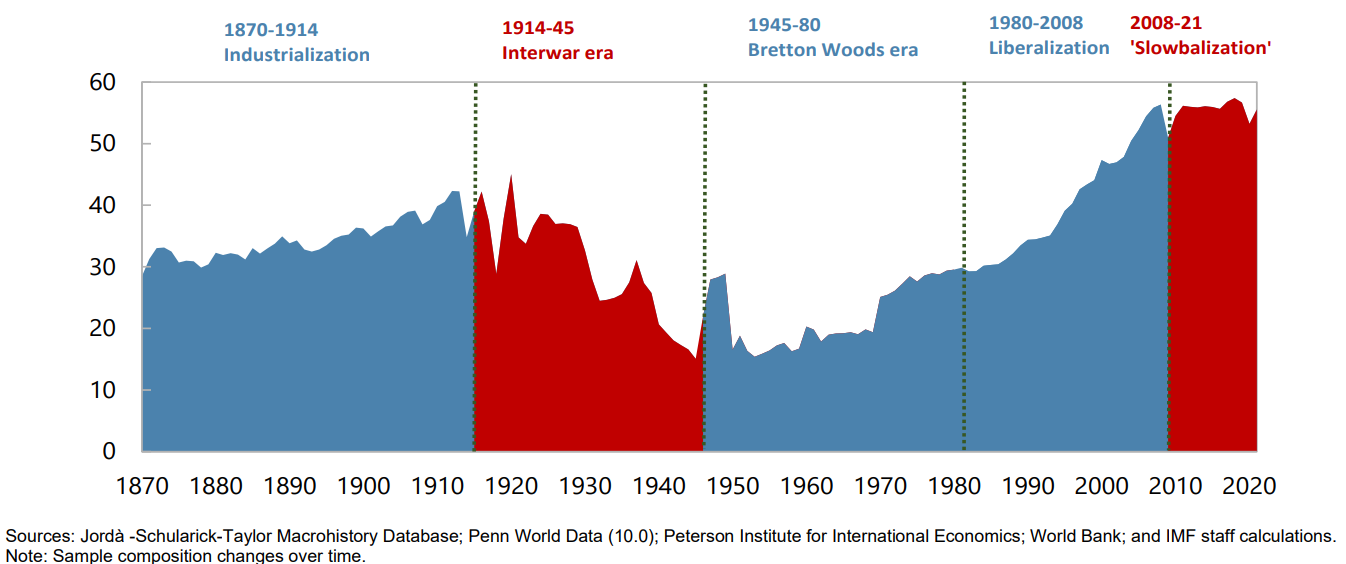 1870-1914
Industrialization
1914-45
Interwar era
1945-80
Bretton Woods era
1980-2008
Liberalization
2008-21
'Slowbalization'
60
50
40
30
20
10
0
1870 1880 1890 1900 1910 1920 1930 1940 1950 1960 1970 1980 1990 2000 2010 2020
Sources: Jordà -Schularick-Taylor Macrohistory Database; Penn World Data (10.0); Peterson Institute for International Economics; World Bank; and IMF staff calculations.
Note: Sample composition changes over time.